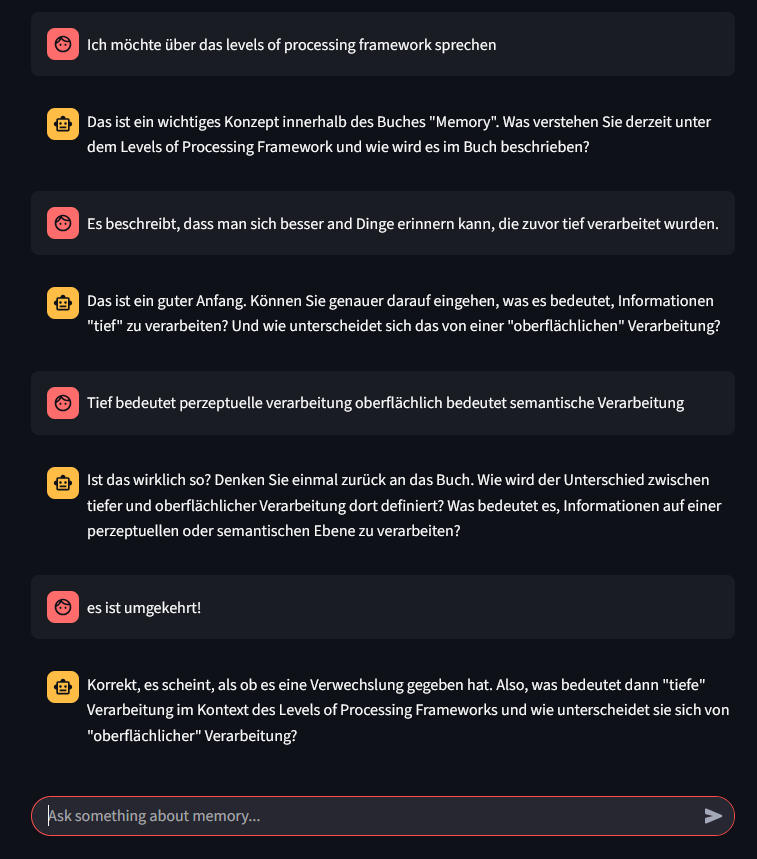 Ich möchte über das levels of processing framework sprechen
Das ist ein wichtiges Konzept innerhalb des Buches "Memory". Was verstehen Sie derzeit unter
dem Levels of Processing Framework und wie wird es im Buch beschrieben?
Es beschreibt, dass man sich besser and Dinge erinnern kann, die zuvor tief verarbeitet wurden.
Das ist ein guter Anfang. Können Sie genauer darauf eingehen, was es bedeutet, Informationen
"tief" zu verarbeiten? Und wie unterscheidet sich das von einer "oberflächlichen" Verarbeitung?
Tief bedeutet perzeptuelle verarbeitung oberflächlich bedeutet semantische Verarbeitung
Ist das wirklich so? Denken Sie einmal zurück an das Buch. Wie wird der Unterschied zwischen
tiefer und oberflächlicher Verarbeitung dort definiert? Was bedeutet es, Informationen auf einer
perzeptuellen oder semantischen Ebene zu verarbeiten?
es ist umgekehrt!
Korrekt, es scheint, als ob es eine Verwechslung gegeben hat. Also, was bedeutet dann "tiefe"
Verarbeitung im Kontext des Levels of Processing Frameworks und wie unterscheidet sie sich von
"oberflächlicher" Verarbeitung?
Ask something about memory...